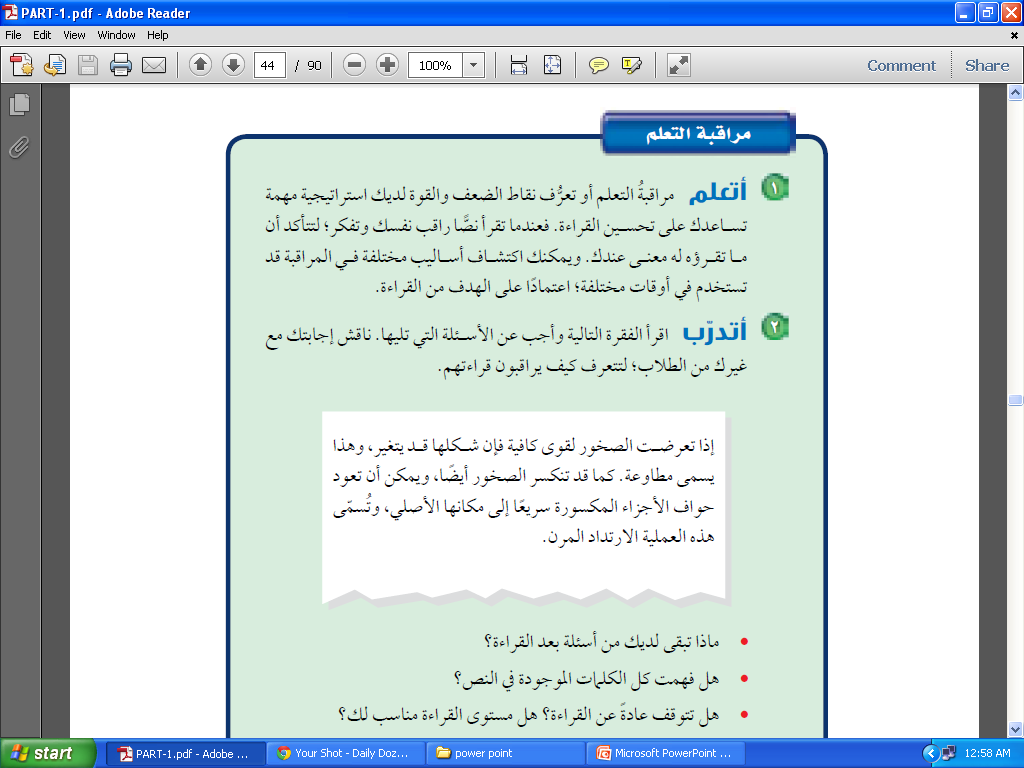 PART-1.pdf - Adobe Reader
File Edit View Window Help
44 / 90 100% Comment Share
مراقبة التعلم
١ أتعلم مراقبةُ التعلم أو تعرُّف نقاط الضعف والقوة لديك استراتيجية مهمة
تساعدك على تحسين القراءة. فعندما تقرأ نصًّا راقب نفسك وتفكر؛ لتتأكد أن
ما تقرؤه له معنى عندك. ويمكنك اكتشاف أساليب مختلفة في المراقبة قد
تستخدم في أوقات مختلفة؛ اعتمادًا على الهدف من القراءة.
٢ أتدرّب اقرأ الفقرة التالية وأجب عن الأسئلة التي تليها. ناقش إجابتك مع
غيرك من الطلاب؛ لتتعرف كيف يراقبون قراءتهم.
إذا تعرضت الصخور لقوى كافية فإن شكلها قد يتغير، وهذا
يسمى مطاوعة. كما قد تنكسر الصخور أيضًا، ويمكن أن تعود
حواف الأجزاء المكسورة سريعًا إلى مكانها الأصلي، وتُسمّى
هذه العملية الارتداد المرن.
• ماذا تبقى لديك من أسئلة بعد القراءة؟
• هل فهمت كل الكلمات الموجودة في النص؟
• هل تتوقف عادةً عن القراءة؟ هل مستوى القراءة مناسب لك؟
start PART-1.pdf - Adobe ... Your Shot - Daily Doz... power point Microsoft PowerPoint ... 12:58 AM